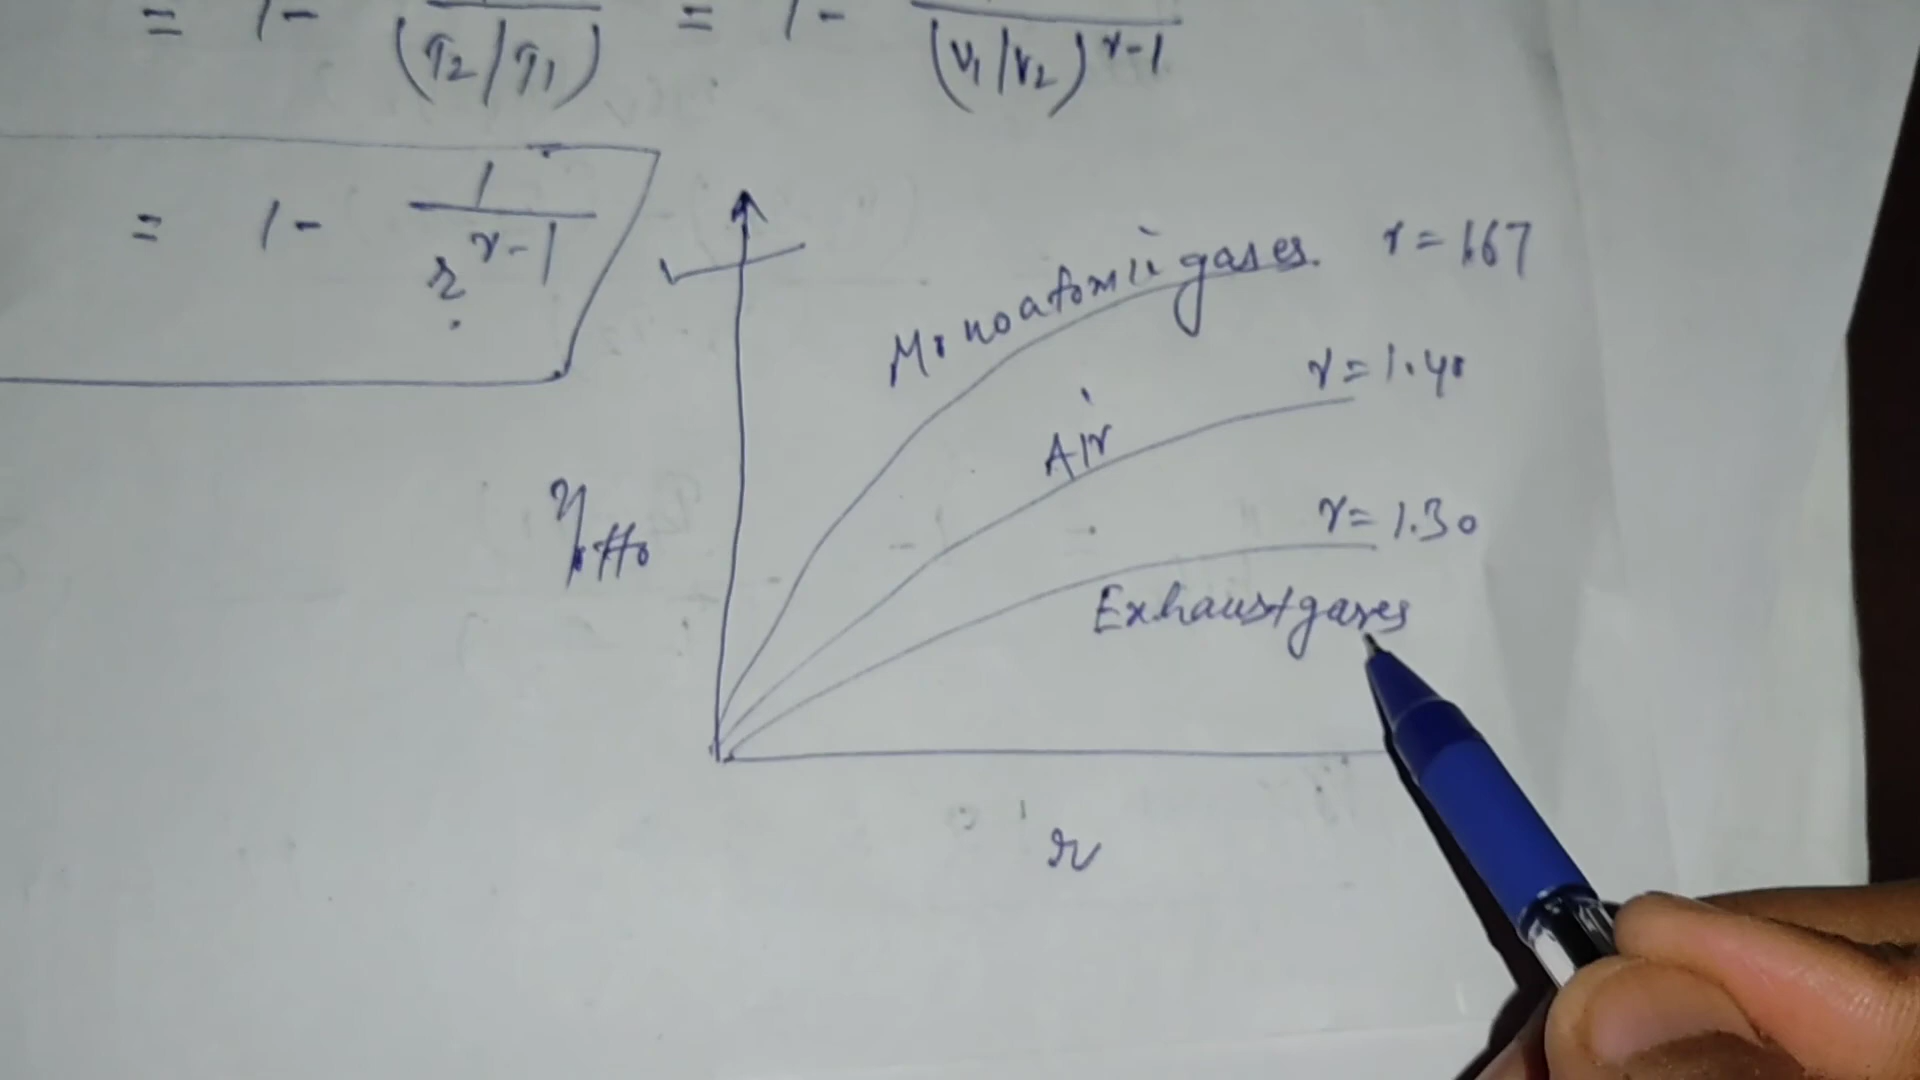 = 1 - (T2/T1) = 1 - (V1/V2)^γ-1
= 1 - 1/r^γ-1
Monoatomic gases. γ = 1.67
γ = 1.40
Air
γ = 1.30
ηotto
Exhaust gases
r